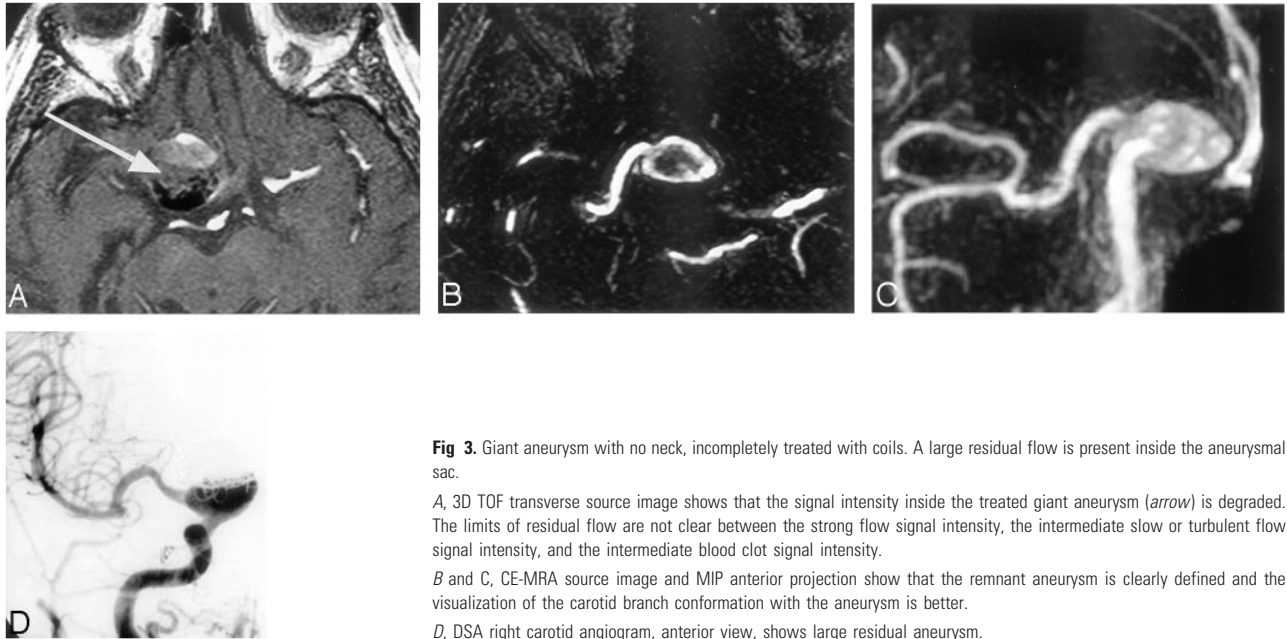 A
B
C
D
Fig 3. Giant aneurysm with no neck, incompletely treated with coils. A large residual flow is present inside the aneurysmal
sac.
A, 3D TOF transverse source image shows that the signal intensity inside the treated giant aneurysm (arrow) is degraded.
The limits of residual flow are not clear between the strong flow signal intensity, the intermediate slow or turbulent flow
signal intensity, and the intermediate blood clot signal intensity.
B and C, CE-MRA source image and MIP anterior projection show that the remnant aneurysm is clearly defined and the
visualization of the carotid branch conformation with the aneurysm is better.
D, DSA right carotid angiogram, anterior view, shows large residual aneurysm.